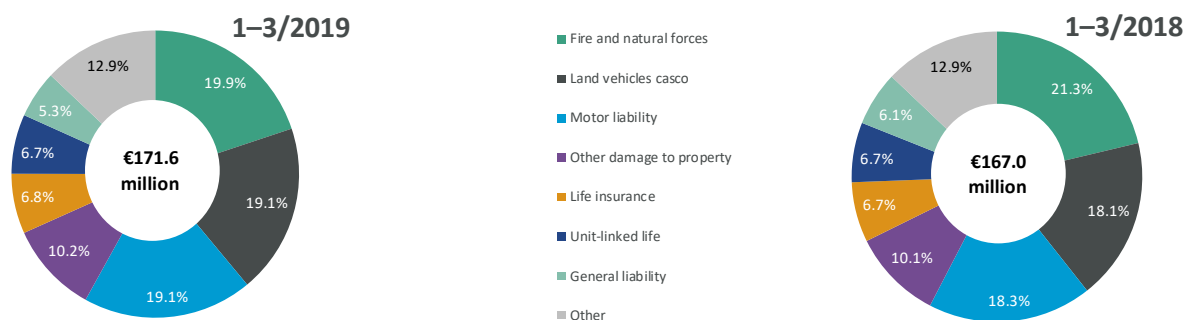 1–3/2019
12.9%
19.9%
5.3%
6.7%
6.8%
10.2%
19.1%
19.1%
€171.6
million
Fire and natural forces
Land vehicles casco
Motor liability
Other damage to property
Life insurance
Unit-linked life
General liability
Other
1–3/2018
12.9%
21.3%
6.1%
6.7%
6.7%
10.1%
18.3%
18.1%
€167.0
million